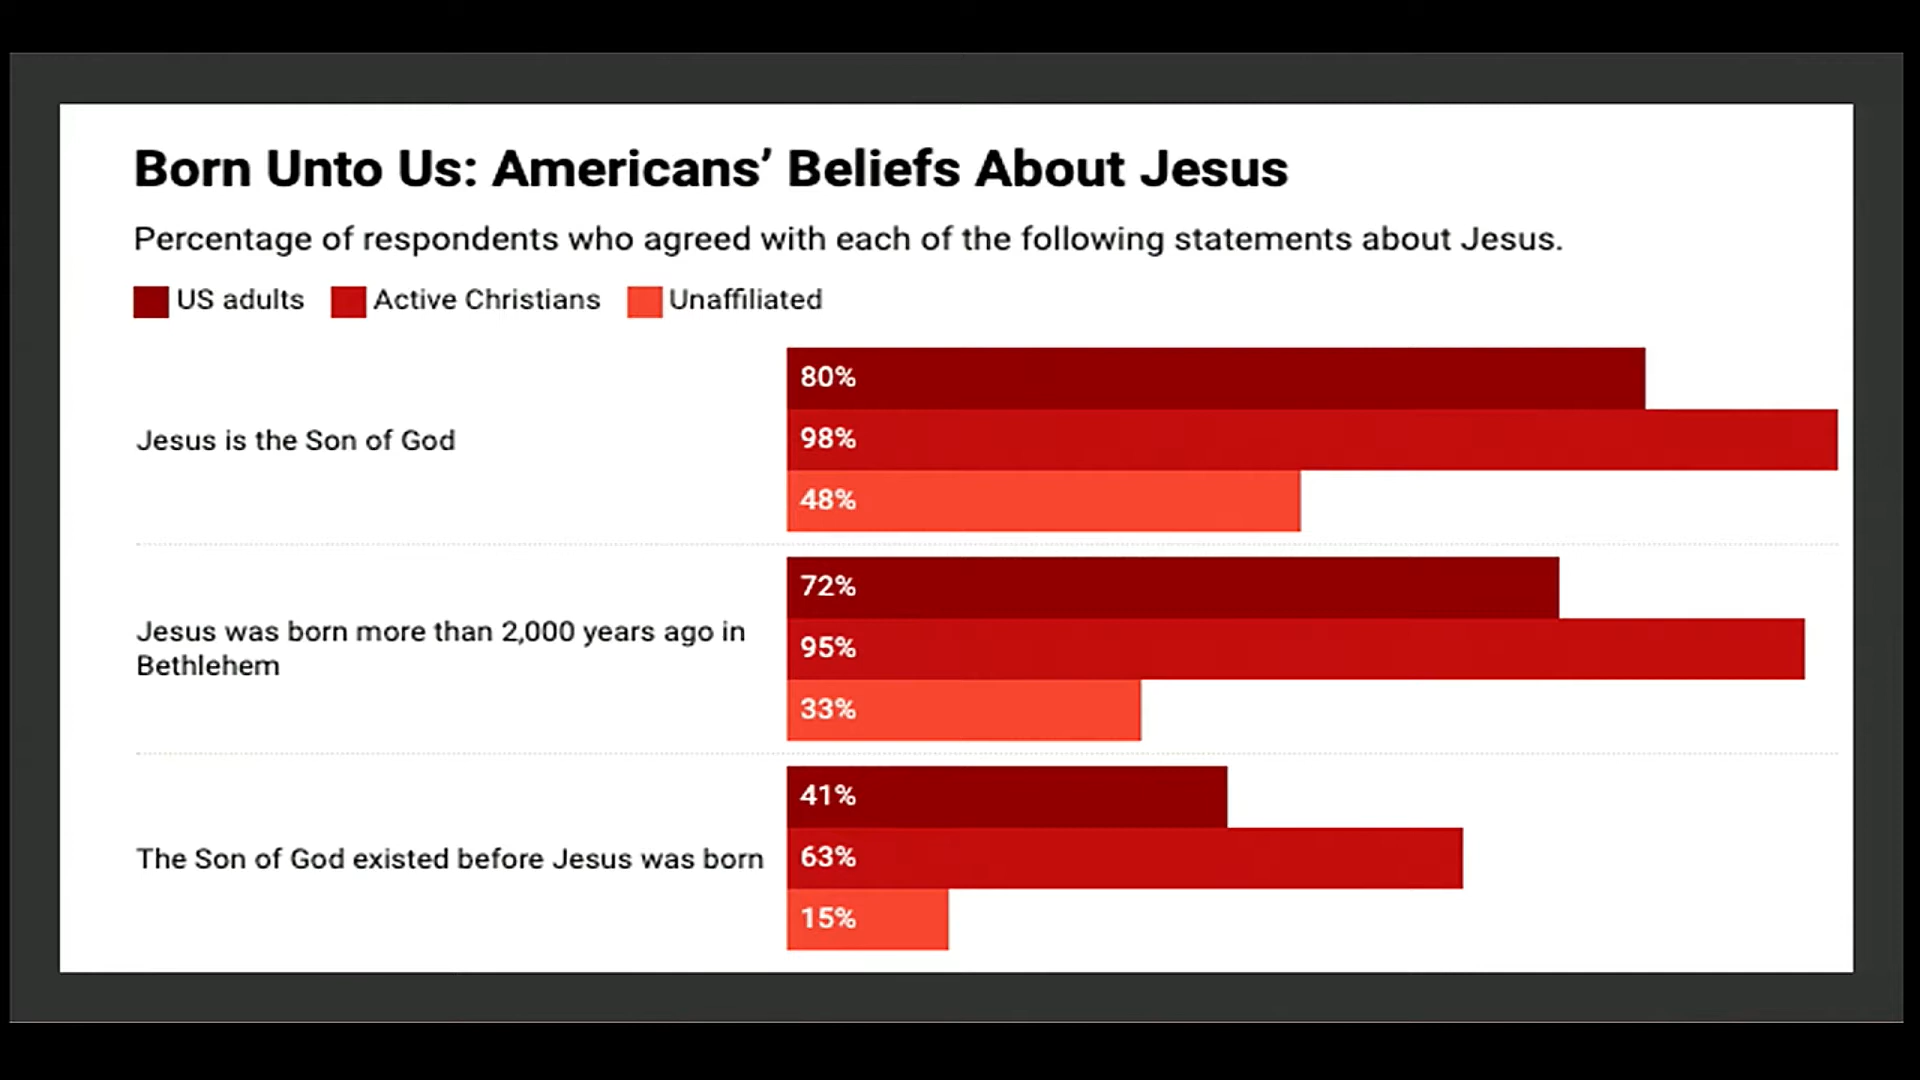 Born Unto Us: Americans’ Beliefs About Jesus
Percentage of respondents who agreed with each of the following statements about Jesus.
US adults Active Christians Unaffiliated
Jesus is the Son of God
80%
98%
48%
Jesus was born more than 2,000 years ago in
Bethlehem
72%
95%
33%
The Son of God existed before Jesus was born
41%
63%
15%